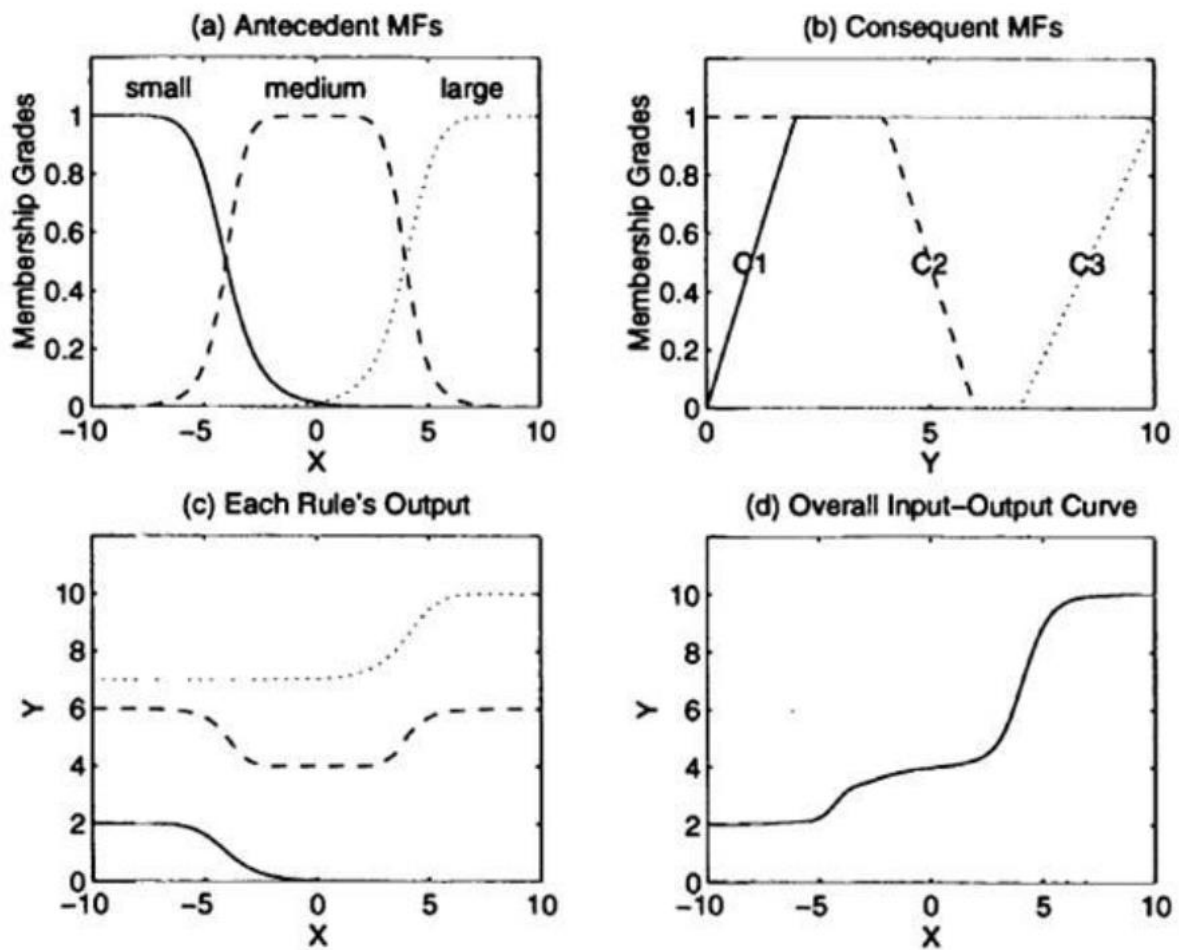 (a) Antecedent MFs
small medium large
Membership Grades
1
0.8
0.6
0.4
0.2
0
-10 -5 0 5 10
X
(b) Consequent MFs
Membership Grades
1
0.8
0.6
0.4
0.2
0
C1 C2 C3
0 5 10
Y
(c) Each Rule's Output
Y
10
8
6
4
2
0
-10 -5 0 5 10
X
(d) Overall Input–Output Curve
Y
10
8
6
4
2
0
-10 -5 0 5 10
X